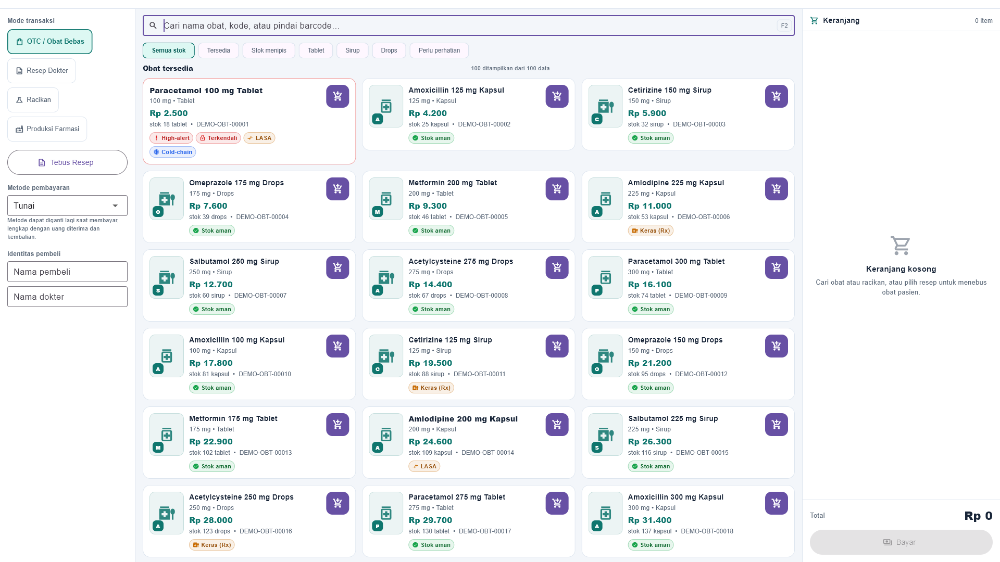 Mode transaksi
OTC / Obat Bebas
Resep Dokter
Racikan
Produksi Farmasi
Tebus Resep
Metode pembayaran
Tunai
Metode dapat diganti lagi saat membayar,
lengkap dengan uang diterima dan
kembalian.
Identitas pembeli
Nama pembeli
Nama dokter
Cari nama obat, kode, atau pindai barcode...
F2
Semua stok
Tersedia
Stok menipis
Tablet
Sirup
Drops
Perlu perhatian
Obat tersedia
100 ditampilkan dari 100 data
Paracetamol 100 mg Tablet
100 mg • Tablet
Rp 2.500
stok 18 tablet • DEMO-OBT-00001
High-alert
Terkendali
LASA
Cold-chain
A
Amoxicillin 125 mg Kapsul
125 mg • Kapsul
Rp 4.200
stok 25 kapsul • DEMO-OBT-00002
Stok aman
C
Cetirizine 150 mg Sirup
150 mg • Sirup
Rp 5.900
stok 32 sirup • DEMO-OBT-00003
Stok aman
O
Omeprazole 175 mg Drops
175 mg • Drops
Rp 7.600
stok 39 drops • DEMO-OBT-00004
Stok aman
M
Metformin 200 mg Tablet
200 mg • Tablet
Rp 9.300
stok 46 tablet • DEMO-OBT-00005
Stok aman
A
Amlodipine 225 mg Kapsul
225 mg • Kapsul
Rp 11.000
stok 53 kapsul • DEMO-OBT-00006
Keras (Rx)
S
Salbutamol 250 mg Sirup
250 mg • Sirup
Rp 12.700
stok 60 sirup • DEMO-OBT-00007
Stok aman
A
Acetylcysteine 275 mg Drops
275 mg • Drops
Rp 14.400
stok 67 drops • DEMO-OBT-00008
Stok aman
P
Paracetamol 300 mg Tablet
300 mg • Tablet
Rp 16.100
stok 74 tablet • DEMO-OBT-00009
Stok aman
A
Amoxicillin 100 mg Kapsul
100 mg • Kapsul
Rp 17.800
stok 81 kapsul • DEMO-OBT-00010
Stok aman
C
Cetirizine 125 mg Sirup
125 mg • Sirup
Rp 19.500
stok 88 sirup • DEMO-OBT-00011
Keras (Rx)
O
Omeprazole 150 mg Drops
150 mg • Drops
Rp 21.200
stok 95 drops • DEMO-OBT-00012
Stok aman
M
Metformin 175 mg Tablet
175 mg • Tablet
Rp 22.900
stok 102 tablet • DEMO-OBT-00013
Stok aman
A
Amlodipine 200 mg Kapsul
200 mg • Kapsul
Rp 24.600
stok 109 kapsul • DEMO-OBT-00014
LASA
S
Salbutamol 225 mg Sirup
225 mg • Sirup
Rp 26.300
stok 116 sirup • DEMO-OBT-00015
Stok aman
A
Acetylcysteine 250 mg Drops
250 mg • Drops
Rp 28.000
stok 123 drops • DEMO-OBT-00016
Keras (Rx)
P
Paracetamol 275 mg Tablet
275 mg • Tablet
Rp 29.700
stok 130 tablet • DEMO-OBT-00017
Stok aman
A
Amoxicillin 300 mg Kapsul
300 mg • Kapsul
Rp 31.400
stok 137 kapsul • DEMO-OBT-00018
Stok aman
Keranjang
0 item
Keranjang kosong
Cari obat atau racikan, atau pilih resep untuk menebus
obat pasien.
Total
Rp 0
Bayar